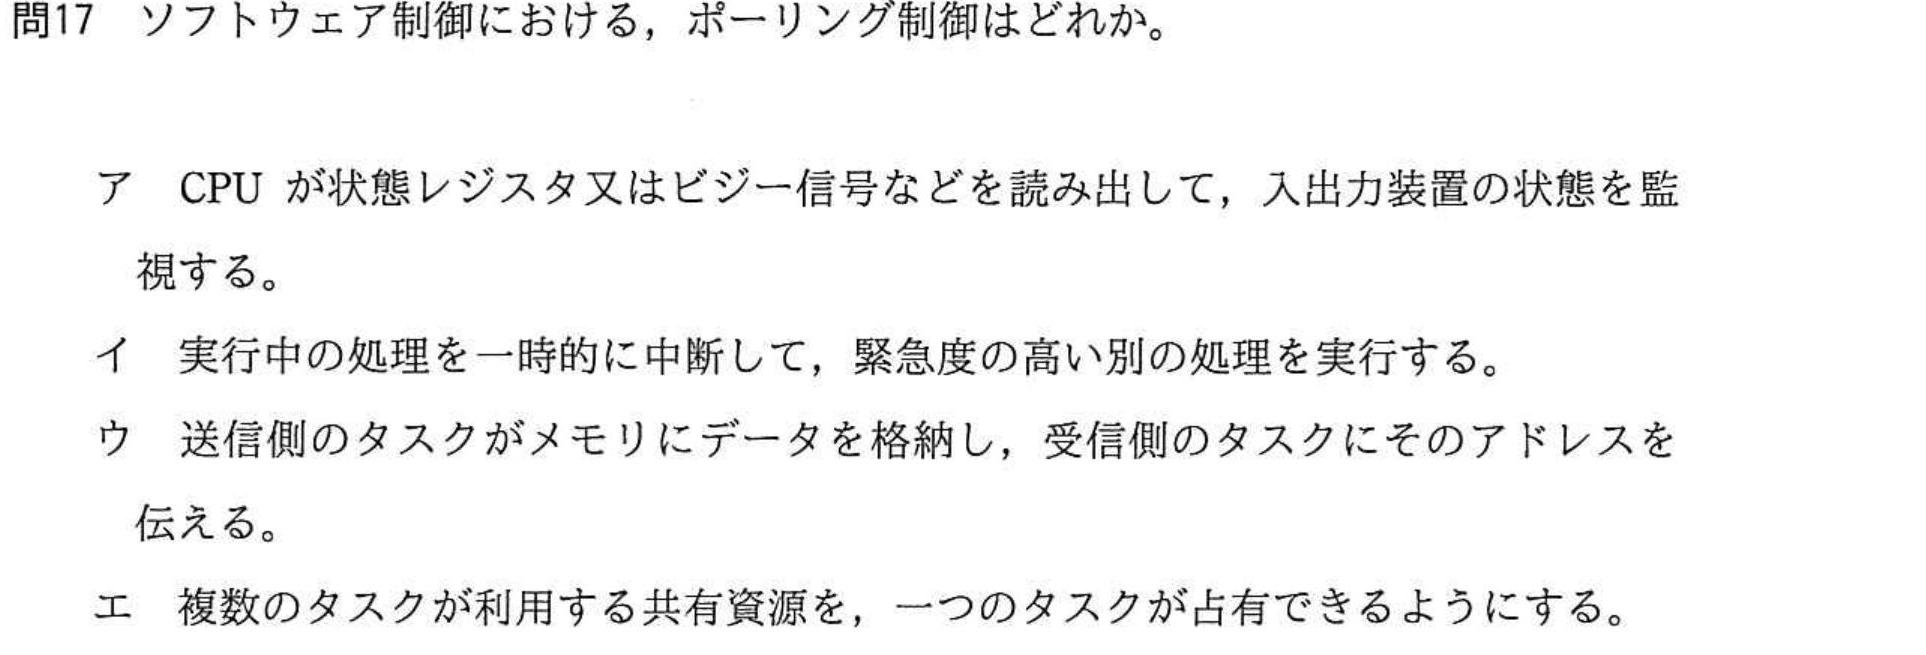 問17　ソフトウェア制御における，ポーリング制御はどれか。
ア　CPU が状態レジスタ又はビジー信号などを読み出して，入出力装置の状態を監
視する。
イ　実行中の処理を一時的に中断して，緊急度の高い別の処理を実行する。
ウ　送信側のタスクがメモリにデータを格納し，受信側のタスクにそのアドレスを
伝える。
エ　複数のタスクが利用する共有資源を，一つのタスクが占有できるようにする。